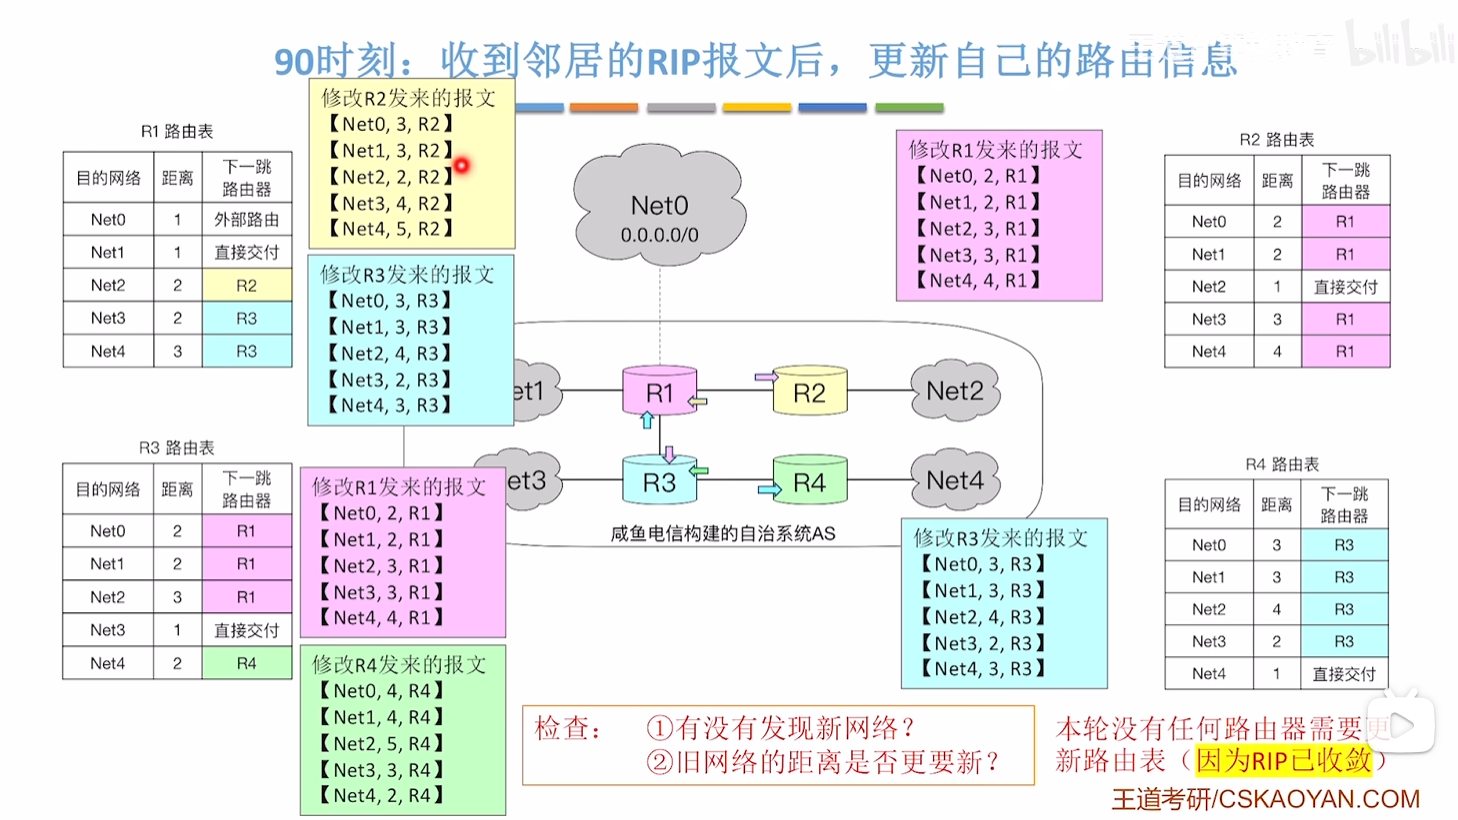 90时刻：收到邻居的RIP报文后，更新自己的路由信息
bilibili
R1 路由表
目的网络 距离 下一跳
路由器
Net0 1 外部路由
Net1 1 直接交付
Net2 2 R2
Net3 2 R3
Net4 3 R3
修改R2发来的报文
【Net0, 3, R2】
【Net1, 3, R2】
【Net2, 2, R2】
【Net3, 4, R2】
【Net4, 5, R2】
修改R3发来的报文
【Net0, 3, R3】
【Net1, 3, R3】
【Net2, 4, R3】
【Net3, 2, R3】
【Net4, 3, R3】
Net0
0.0.0.0/0
修改R1发来的报文
【Net0, 2, R1】
【Net1, 2, R1】
【Net2, 3, R1】
【Net3, 3, R1】
【Net4, 4, R1】
R2 路由表
目的网络 距离 下一跳
路由器
Net0 2 R1
Net1 2 R1
Net2 1 直接交付
Net3 3 R1
Net4 4 R1
et1 R1 R2 Net2
et3 R3 R4 Net4
咸鱼电信构建的自治系统AS
R3 路由表
目的网络 距离 下一跳
路由器
Net0 2 R1
Net1 2 R1
Net2 3 R1
Net3 1 直接交付
Net4 2 R4
修改R1发来的报文
【Net0, 2, R1】
【Net1, 2, R1】
【Net2, 3, R1】
【Net3, 3, R1】
【Net4, 4, R1】
修改R4发来的报文
【Net0, 4, R4】
【Net1, 4, R4】
【Net2, 5, R4】
【Net3, 3, R4】
【Net4, 2, R4】
修改R3发来的报文
【Net0, 3, R3】
【Net1, 3, R3】
【Net2, 4, R3】
【Net3, 2, R3】
【Net4, 3, R3】
R4 路由表
目的网络 距离 下一跳
路由器
Net0 3 R3
Net1 3 R3
Net2 4 R3
Net3 2 R3
Net4 1 直接交付
检查： ①有没有发现新网络？
②旧网络的距离是否更要新？
本轮没有任何路由器需要更
新路由表（因为RIP已收敛）
王道考研/CSKAOYAN.COM